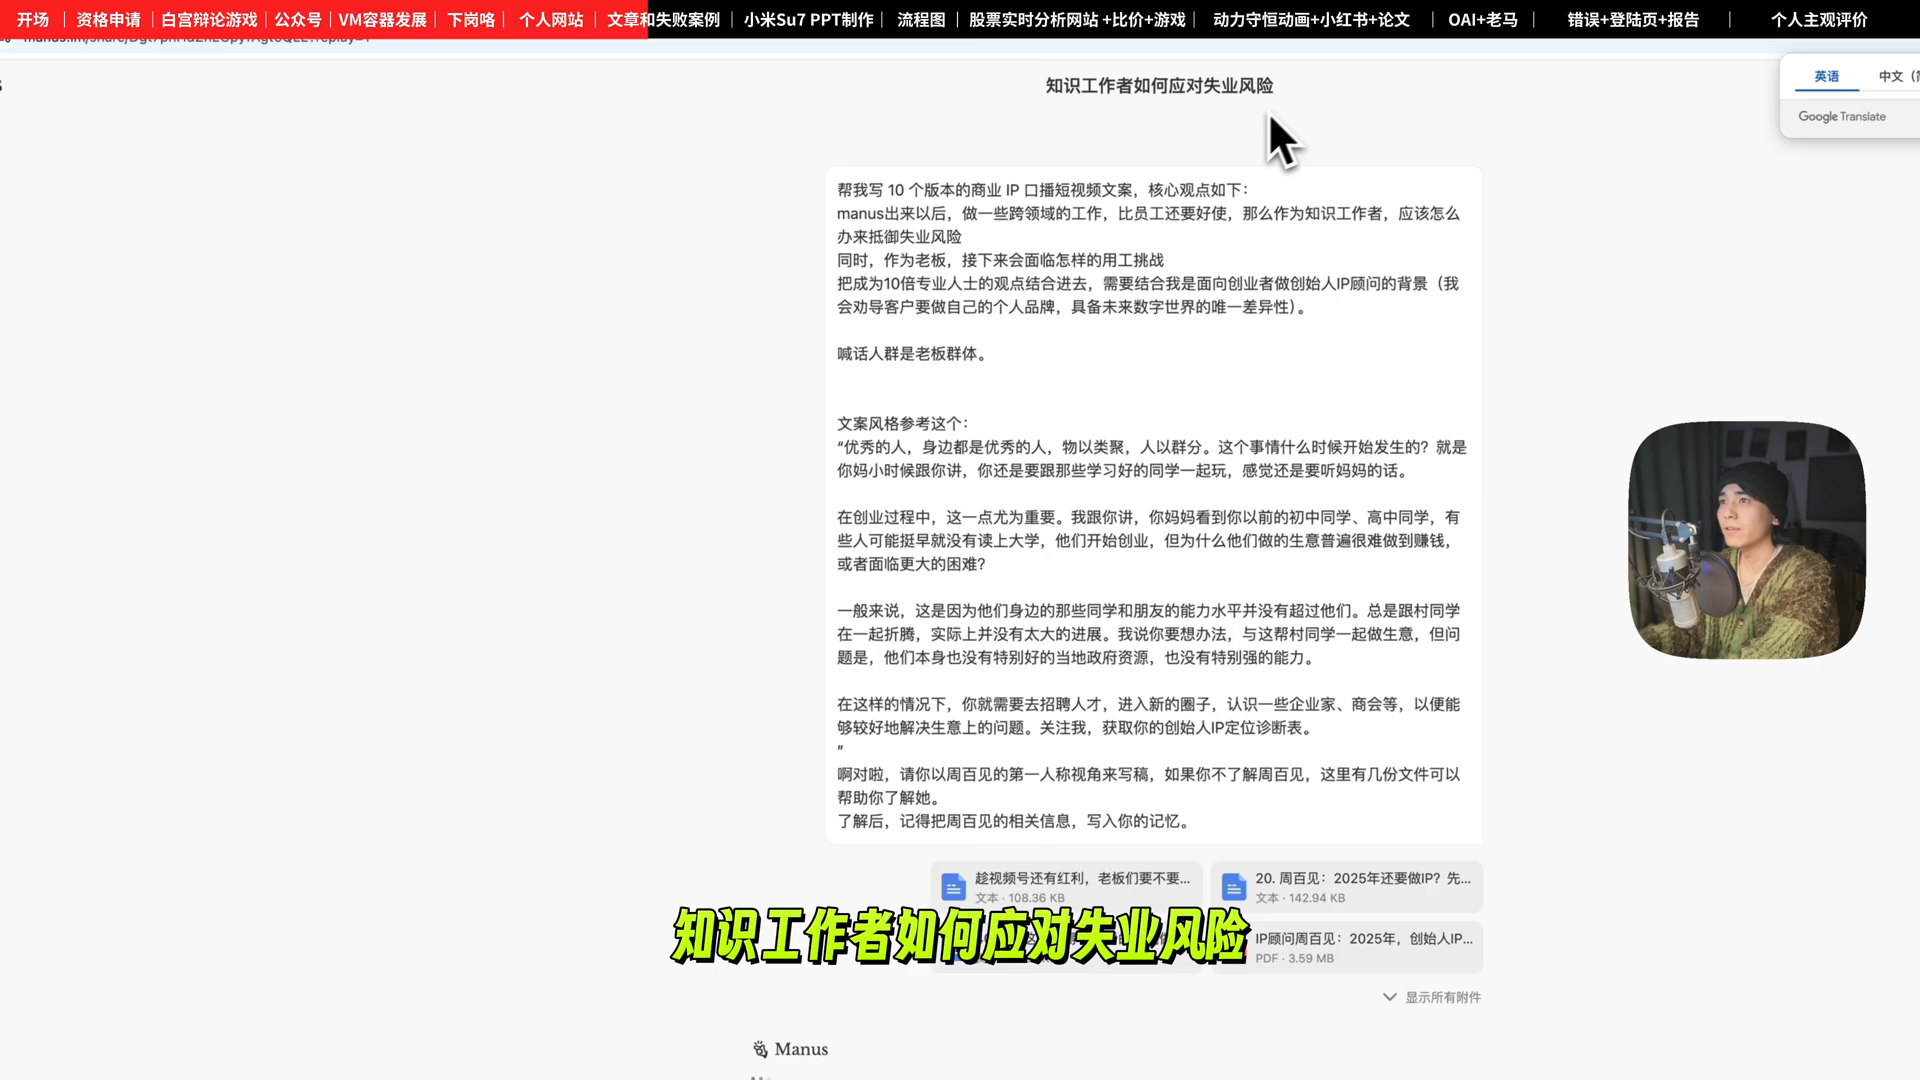 开场
资格申请
白宫辩论游戏
公众号
VM容器发展
下岗咯
个人网站
文章和失败案例
小米Su7 PPT制作
流程图
股票实时分析网站 +比价+游戏
动力守恒动画+小红书+论文
OAI+老马
错误+登陆页+报告
个人主观评价
知识工作者如何应对失业风险
英语
中文（
Google Translate
帮我写 10 个版本的商业 IP 口播短视频文案，核心观点如下：
manus出来以后，做一些跨领域的工作，比员工还要好使，那么作为知识工作者，应该怎么
办来抵御失业风险
同时，作为老板，接下来会面临怎样的用工挑战
把成为10倍专业人士的观点结合进去，需要结合我是面向创业者做创始人IP顾问的背景（我
会劝导客户要做自己的个人品牌，具备未来数字世界的唯一差异性）。
喊话人群是老板群体。
文案风格参考这个：
“优秀的人，身边都是优秀的人，物以类聚，人以群分。这个事情什么时候开始发生的？就是
你妈小时候跟你讲，你还是要跟那些学习好的同学一起玩，感觉还是要听妈妈的话。
在创业过程中，这一点尤为重要。我跟你讲，你妈妈看到你以前的初中同学、高中同学，有
些人可能挺早就没有读上大学，他们开始创业，但为什么他们做的生意普遍很难做到赚钱，
或者面临更大的困难？
一般来说，这是因为他们身边的那些同学和朋友的能力水平并没有超过他们。总是跟村同学
在一起折腾，实际上并没有太大的进展。我说你要想办法，与这帮村同学一起做生意，但问
题是，他们本身也没有特别好的当地政府资源，也没有特别强的能力。
在这样的情况下，你就需要去招聘人才，进入新的圈子，认识一些企业家、商会等，以便能
够较好地解决生意上的问题。关注我，获取你的创始人IP定位诊断表。
”
啊对啦，请你以周百见的第一人称视角来写稿，如果你不了解周百见，这里有几份文件可以
帮助你了解她。
了解后，记得把周百见的相关信息，写入你的记忆。
趁视频号还有红利，老板们要不要...
文本 · 108.36 KB
20. 周百见：2025年还要做IP？先...
文本 · 142.94 KB
知识工作者如何应对失业风险
IP顾问周百见：2025年，创始人IP...
PDF · 3.59 MB
显示所有附件
Manus